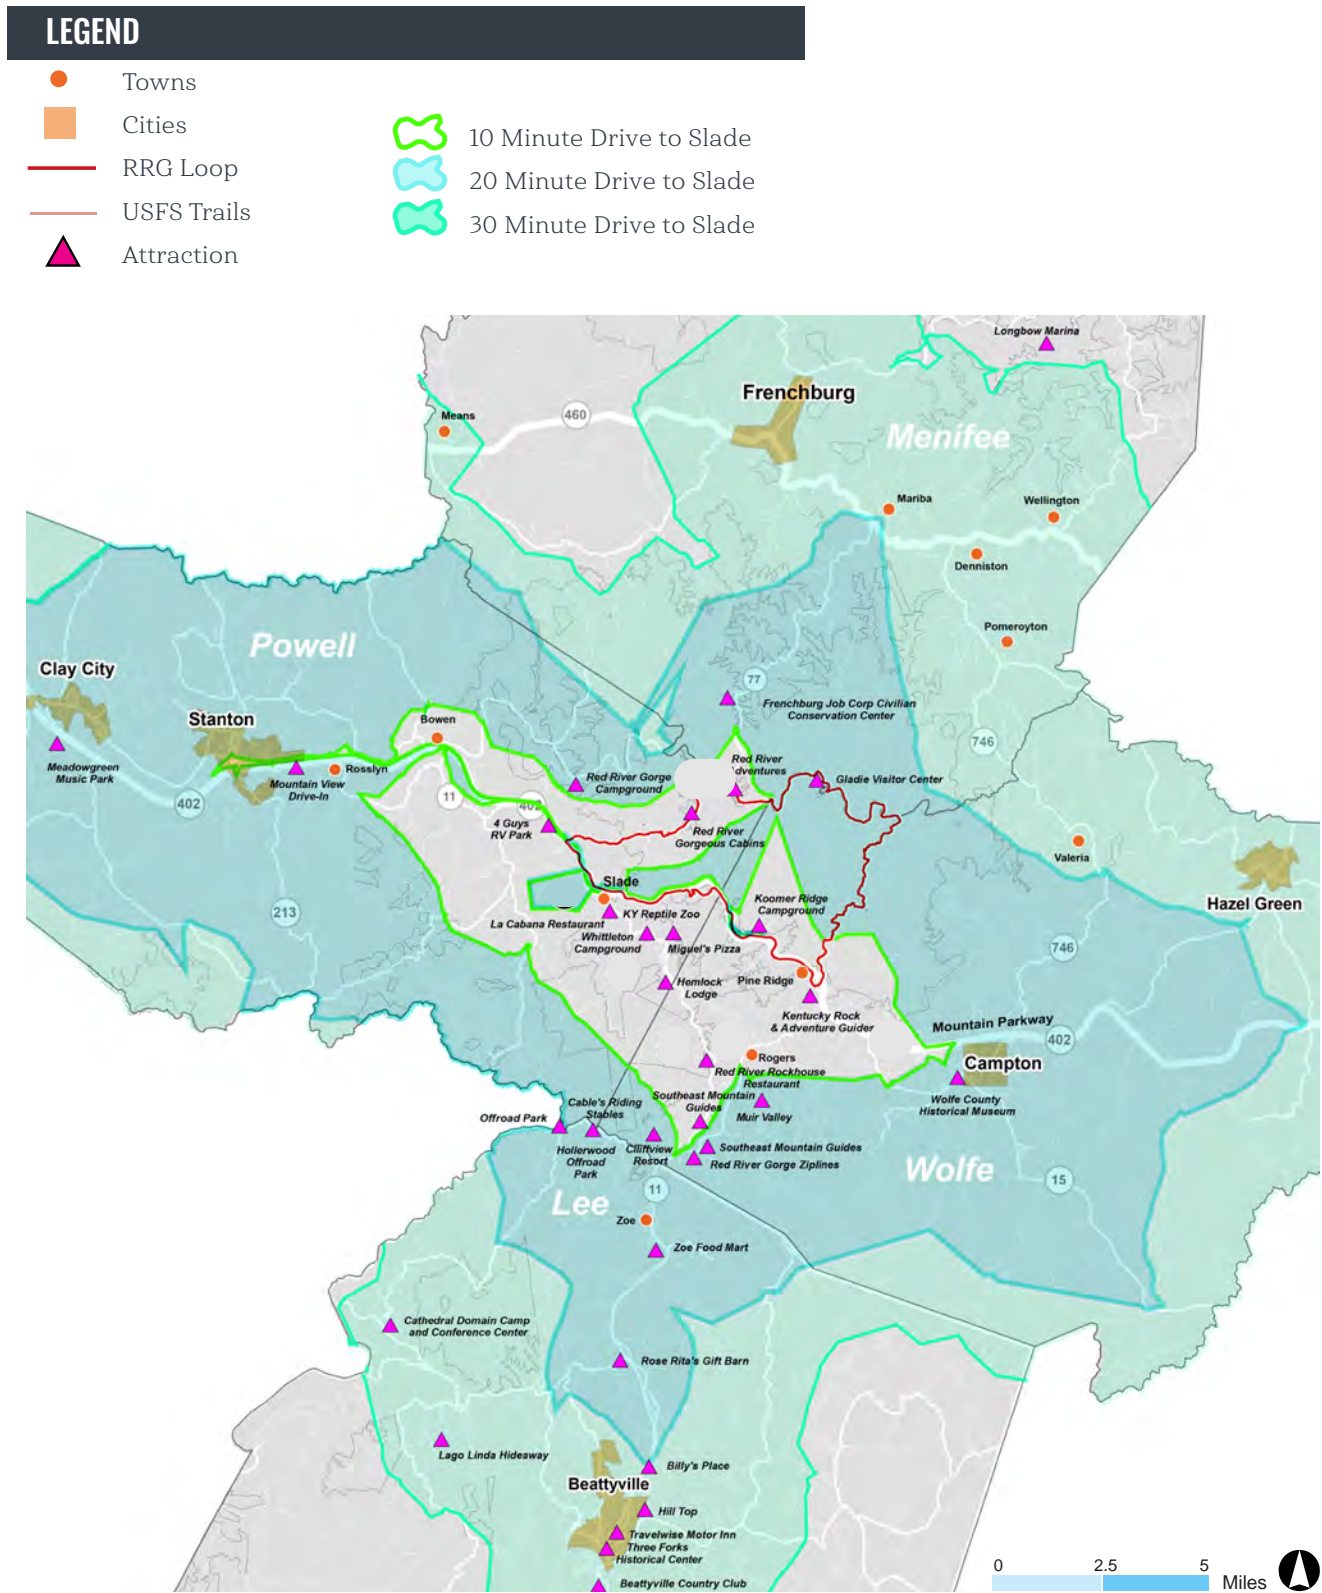 LEGEND
Towns
Cities
RRG Loop
USFS Trails
Attraction
10 Minute Drive to Slade
20 Minute Drive to Slade
30 Minute Drive to Slade
Longbow Marina
Frenchburg
Means
460
Menifee
Mariba
Wellington
Denniston
Pomeroyton
Powell
Clay City
Stanton
Bowen
77
Frenchburg Job Corp Civilian
Conservation Center
746
Meadowgreen
Music Park
Rosslyn
Mountain View
Drive-In
402
11
402
Red River Gorge
Campground
Red River
dventures
Gladie Visitor Center
4 Guys
RV Park
Red River
Gorgeous Cabins
Valeria
Hazel Green
Slade
213
La Cabana Restaurant
KY Reptile Zoo
Koomer Ridge
Campground
Whittleton
Campground
Miguel's Pizza
746
Hemlock
Lodge
Pine Ridge
Kentucky Rock
& Adventure Guider
Mountain Parkway
402
Campton
Rogers
Red River Rockhouse
Restaurant
Wolfe County
Historical Museum
Cable's Riding
Stables
Southeast Mountain
Guides
Muir Valley
Offroad Park
Hollerwood
Offroad
Park
Clliffview
Resort
Southeast Mountain Guides
Red River Gorge Ziplines
Wolfe
Lee
11
15
Zoe
Zoe Food Mart
Cathedral Domain Camp
and Conference Center
Rose Rita's Gift Barn
Lago Linda Hideaway
Billy's Place
Beattyville
Hill Top
Travelwise Motor Inn
Three Forks
Historical Center
Beattyville Country Club
0 2.5 5
Miles